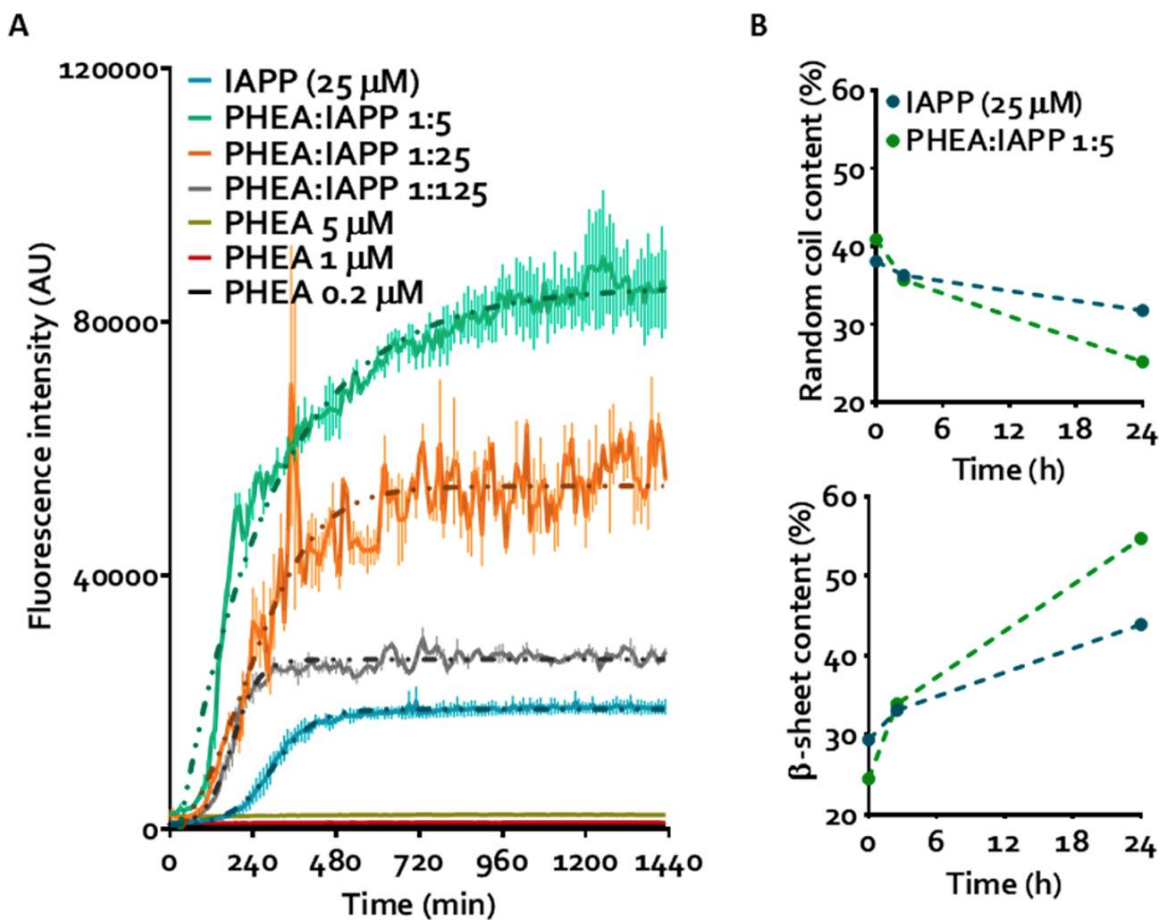 A
Fluorescence intensity (AU)
120000
80000
40000
0
IAPP (25 μM)
PHEA:IAPP 1:5
PHEA:IAPP 1:25
PHEA:IAPP 1:125
PHEA 5 μM
PHEA 1 μM
PHEA 0.2 μM
0 240 480 720 960 1200 1440
Time (min)
B
Random coil content (%)
60
50
40
30
20
IAPP (25 μM)
PHEA:IAPP 1:5
0 6 12 18 24
Time (h)
β-sheet content (%)
60
50
40
30
20
0 6 12 18 24
Time (h)